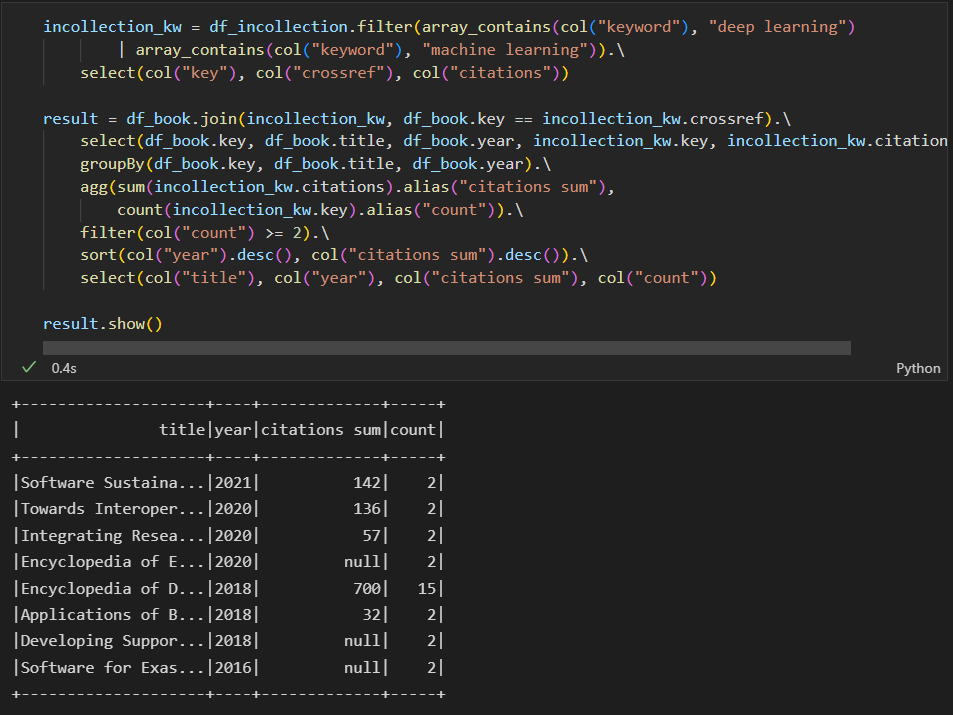 incollection_kw = df_incollection.filter(array_contains(col("keyword"), "deep learning")
        | array_contains(col("keyword"), "machine learning")).\
    select(col("key"), col("crossref"), col("citations"))

result = df_book.join(incollection_kw, df_book.key == incollection_kw.crossref).\
    select(df_book.key, df_book.title, df_book.year, incollection_kw.key, incollection_kw.citation
    groupBy(df_book.key, df_book.title, df_book.year).\
    agg(sum(incollection_kw.citations).alias("citations sum"),
        count(incollection_kw.key).alias("count")).\
    filter(col("count") >= 2).\
    sort(col("year").desc(), col("citations sum").desc()).\
    select(col("title"), col("year"), col("citations sum"), col("count"))

result.show()
0.4s Python
+--------------------+----+-------------+-----+
|               title|year|citations sum|count|
+--------------------+----+-------------+-----+
|Software Sustaina...|2021|          142|    2|
|Towards Interoper...|2020|          136|    2|
|Integrating Resea...|2020|           57|    2|
|Encyclopedia of E...|2020|         null|    2|
|Encyclopedia of D...|2018|          700|   15|
|Applications of B...|2018|           32|    2|
|Developing Suppor...|2018|         null|    2|
|Software for Exas...|2016|         null|    2|
+--------------------+----+-------------+-----+